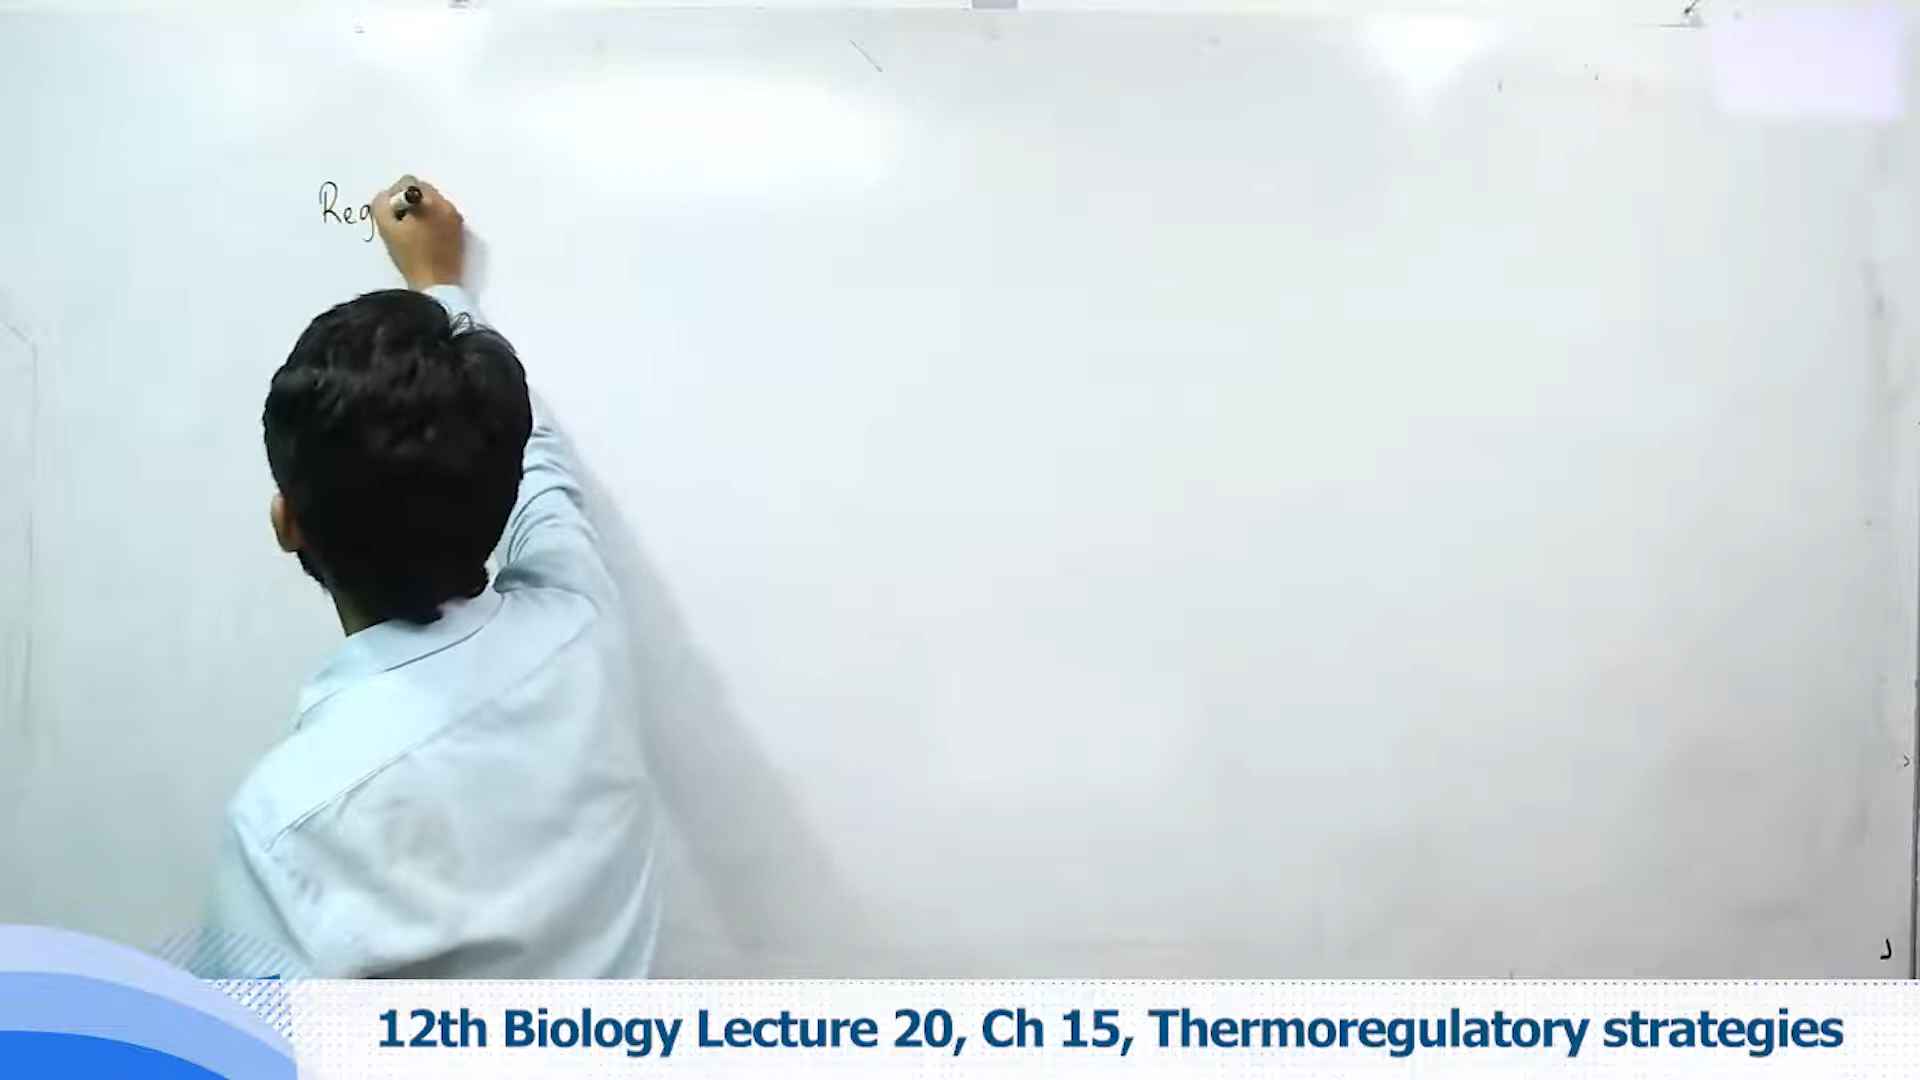 Reg
12th Biology Lecture 20, Ch 15, Thermoregulatory strategies